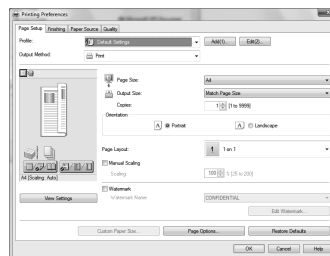 Printing Preferences
Page Setup Finishing Paper Source Quality
Profile: Default Settings Add(1)... Edit(2)...
Output Method: Print
Page Size: A4
Output Size: Match Page Size
Copies: 1 [1 to 9999]
Orientation
A Portrait A Landscape
Page Layout: 1 1 on 1
Manual Scaling
Scaling: 100 % [25 to 200]
A4 [Scaling: Auto]
Watermark
View Settings Watermark Name: CONFIDENTIAL
Edit Watermark...
Custom Paper Size... Page Options... Restore Defaults
OK Cancel Help